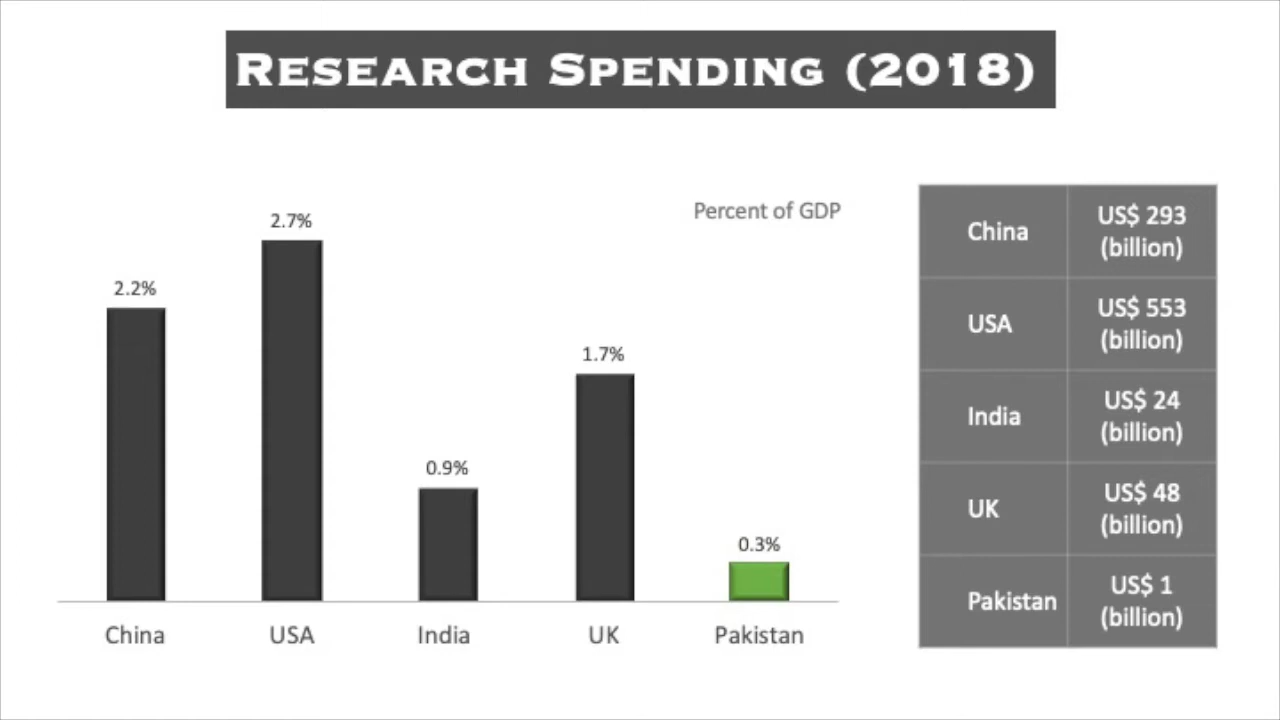 RESEARCH SPENDING (2018)
Percent of GDP
2.2%
2.7%
0.9%
1.7%
0.3%
China
USA
India
UK
Pakistan
China
US$ 293
(billion)
USA
US$ 553
(billion)
India
US$ 24
(billion)
UK
US$ 48
(billion)
Pakistan
US$ 1
(billion)